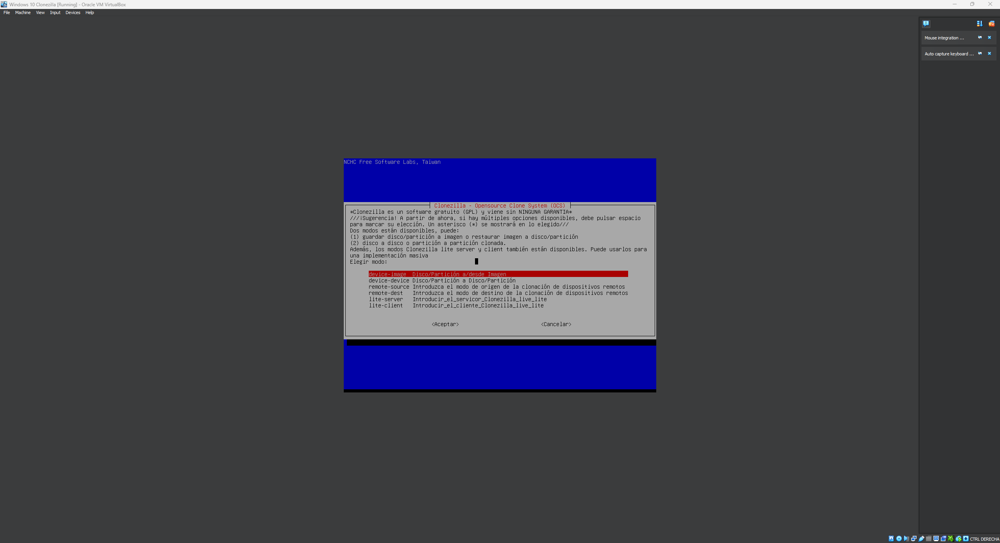 Windows 10 Clonezilla [Running] - Oracle VM VirtualBox
File Machine View Input Devices Help
Mouse integration ...
Auto capture keyboard ...
NCHC Free Software Labs, Taiwan
Clonezilla - Opensource Clone System (OCS)
*Clonezilla es un software gratuito (GPL) y viene sin NINGUNA GARANTIA*
///¡Sugerencia! A partir de ahora, si hay múltiples opciones disponibles, debe pulsar espacio
para marcar su elección. Un asterisco (*) se mostrará en lo elegido///
Dos modos están disponibles, puede:
(1) guardar disco/partición a imagen o restaurar imagen a disco/partición
(2) disco a disco o partición a partición clonada.
Además, los modos Clonezilla lite server y client también están disponibles. Puede usarlos para
una implementación masiva
Elegir modo:
device-image Disco/Partición a/desde Imagen
device-device Disco/Partición a Disco/Partición
remote-source Introduzca el modo de origen de la clonación de dispositivos remotos
remote-dest Introduzca el modo de destino de la clonación de dispositivos remotos
lite-server Introducir_el_servicor_Clonezilla_live_lite
lite-client Introducir_el_cliente_Clonezilla_live_lite
<Aceptar> <Cancelar>
CTRL DERECHA